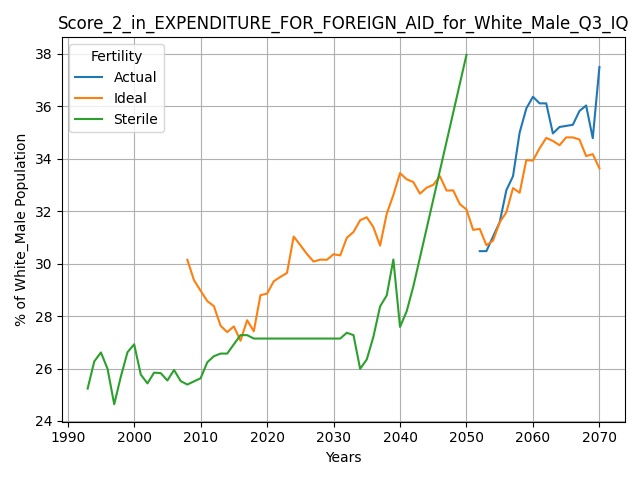 Score_2_in_EXPENDITURE_FOR_FOREIGN_AID_for_White_Male_Q3_IQ
Fertility
Actual
Ideal
Sterile
% of White_Male Population
38
36
34
32
30
28
26
24
1990
2000
2010
2020
2030
2040
2050
2060
2070
Years